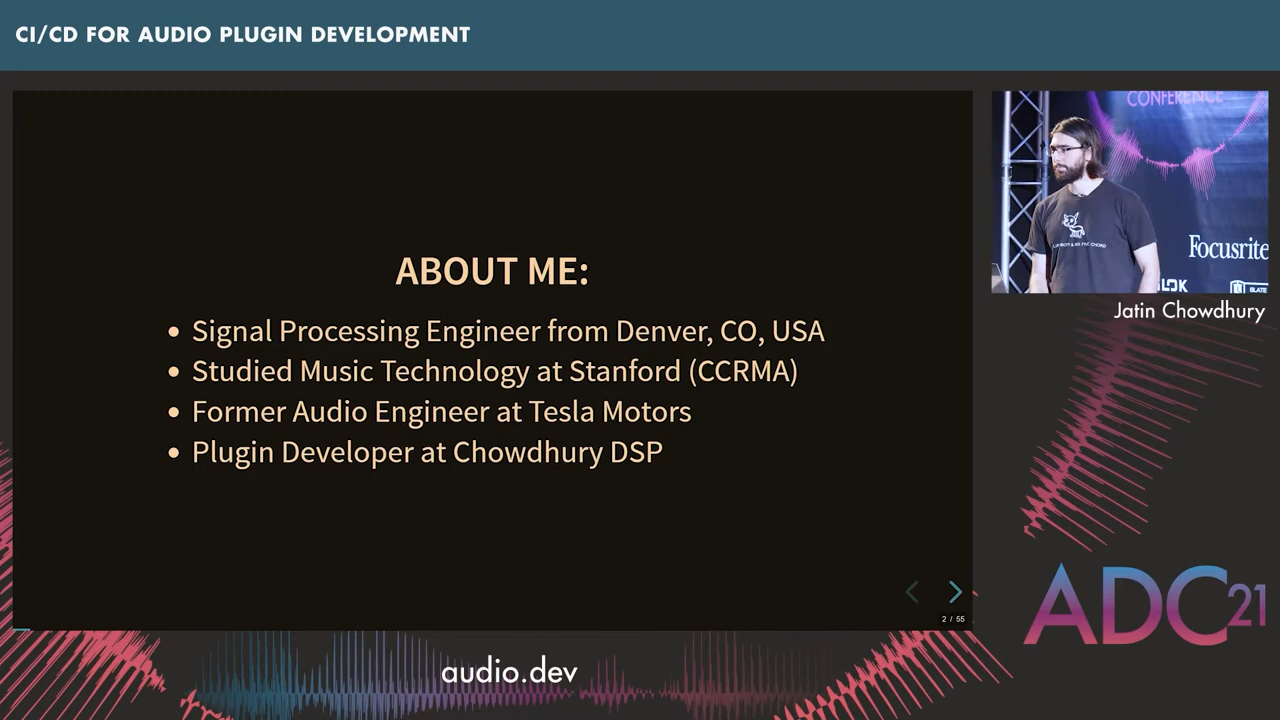 CI/CD FOR AUDIO PLUGIN DEVELOPMENT
CONFERENCE
Focusrite
Jatin Chowdhury
ABOUT ME:
• Signal Processing Engineer from Denver, CO, USA
• Studied Music Technology at Stanford (CCRMA)
• Former Audio Engineer at Tesla Motors
• Plugin Developer at Chowdhury DSP
2 / 55
ADC21
audio.dev